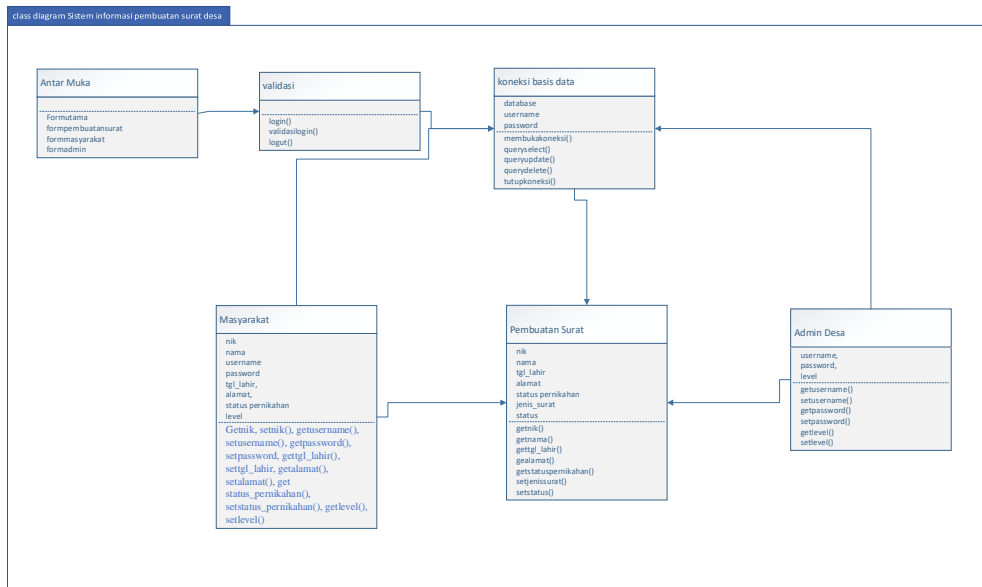 class diagram Sistem informasi pembuatan surat desa
Antar Muka
Formutama
formpembuatansurat
formmasyarakat
formadmin
validasi
login()
validasilogin()
logut()
koneksi basis data
database
username
password
membukakoneksi()
queryselect()
queryupdate()
querydelete()
tutupkoneksi()
Masyarakat
nik
nama
username
password
tgl_lahir,
alamat,
status pernikahan
level
Getnik, setnik(), getusername(),
setusername(), getpassword(),
setpassword, gettgl_lahir(),
settgl_lahir, getalamat(),
setalamat(), get
status_pernikahan(),
setstatus_pernikahan(), getlevel(),
setlevel()
Pembuatan Surat
nik
nama
tgl_lahir
alamat
status pernikahan
jenis_surat
status
getnik()
getnama()
gettgl_lahir()
gealamat()
getstatuspernikahan()
setjenissurat()
setstatus()
Admin Desa
username,
password,
level
getusername()
setusername()
getpassword()
setpassword()
getlevel()
setlevel()